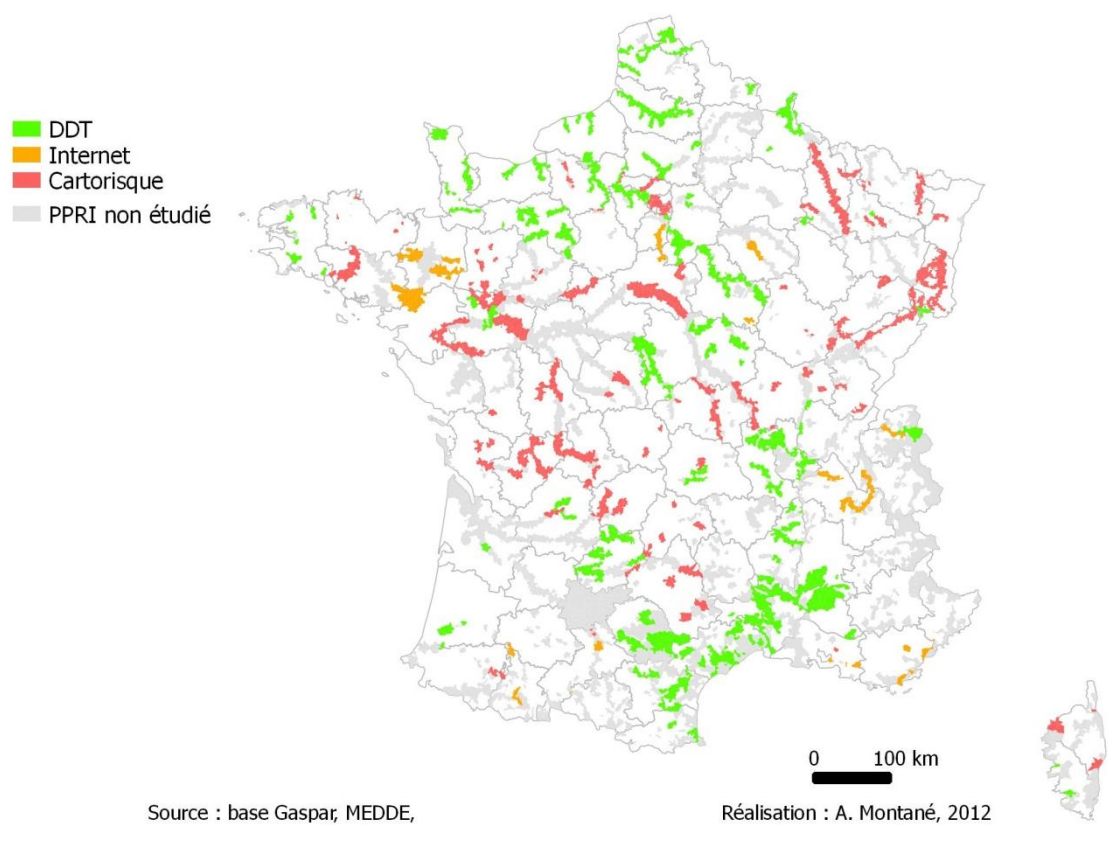 DDT
Internet
Cartorisque
PPRI non étudié
0 100 km
Source : base Gaspar, MEDDE,
Réalisation : A. Montané, 2012